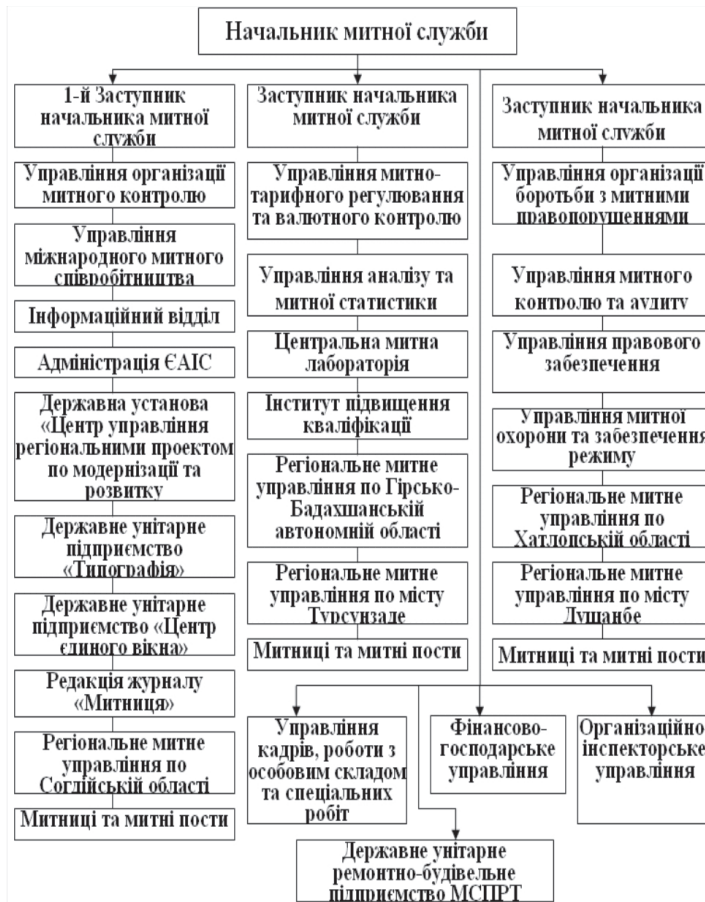 Начальник митної служби
1-й Заступник
начальника митної
служби
Управління організації
митного контролю
Управління
міжнародного митного
співробітництва
Інформаційний відділ
Адміністрація ЄАІС
Державна установа
«Центр управління
регіональними проектом
по модернізації та
розвитку
Державне унітарне
підприємство
«Типографія»
Державне унітарне
підприємство «Центр
єдиного вікна»
Редакція журналу
«Митниця»
Регіональне митне
управління по
Согдійській області
Митниці та митні пости
Заступник начальника
митної служби
Управління митно-
тарифного регулювання
та валютного контролю
Управління аналізу та
митної статистики
Центральна митна
лабораторія
Інститут підвищення
кваліфікації
Регіональне митне
управління по Гірсько-
Бадахшанській
автономній області
Регіональне митне
управління по місту
Турсунзаде
Митниці та митні пости
Заступник начальника
митної служби
Управління організації
боротьби з митними
правопорушеннями
Управління митного
контролю та аудиту
Управління правового
забезпечення
Управління митної
охорони та забезпечення
режиму
Регіональне митне
управління по
Хатлопській області
Регіональне митне
управління по місту
Душанбе
Митниці та митні пости
Управління
кадрів, роботи з
особовим складом
та спеціальних
робіт
Фінансово-
господарське
управління
Організаційно-
інспекторське
управління
Державне унітарне
ремонтно-будівельне
підприємство МСПРТ